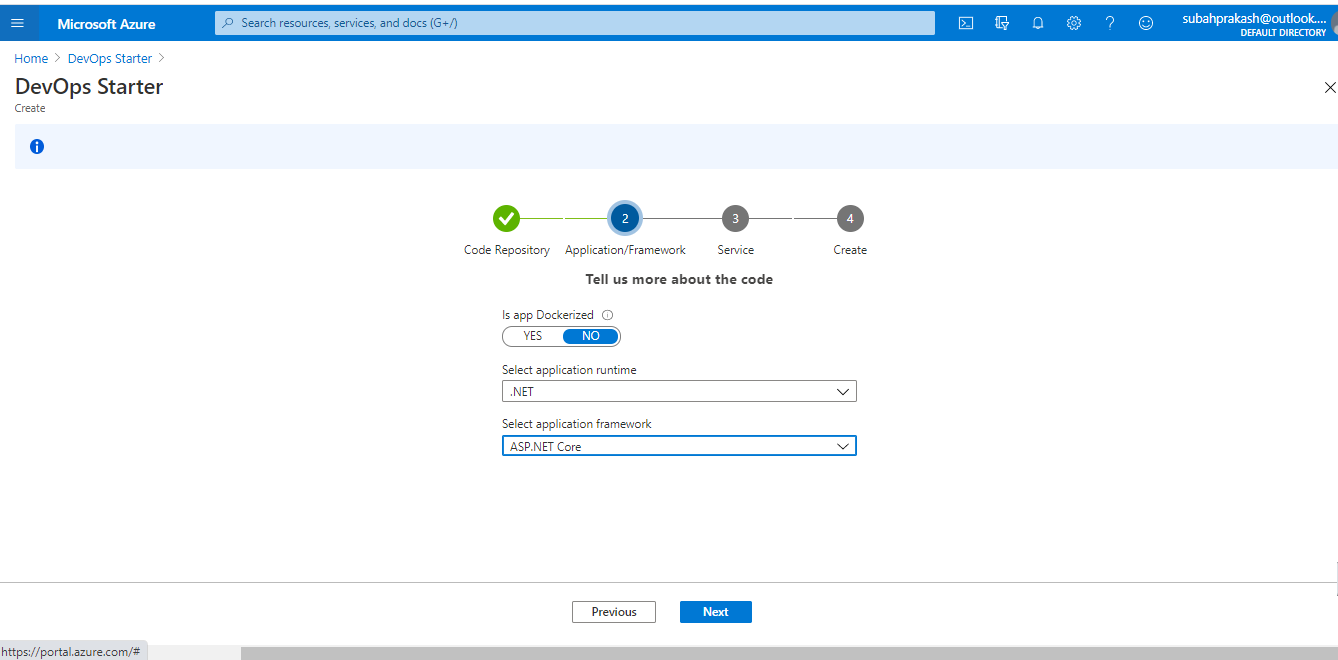 Microsoft Azure
Search resources, services, and docs (G+/)
subahprakash@outlook....
DEFAULT DIRECTORY
Home > DevOps Starter >
DevOps Starter
Create
2
3
4
Code Repository
Application/Framework
Service
Create
Tell us more about the code
Is app Dockerized
YES
NO
Select application runtime
.NET
Select application framework
ASP.NET Core
Previous
Next
https://portal.azure.com/#